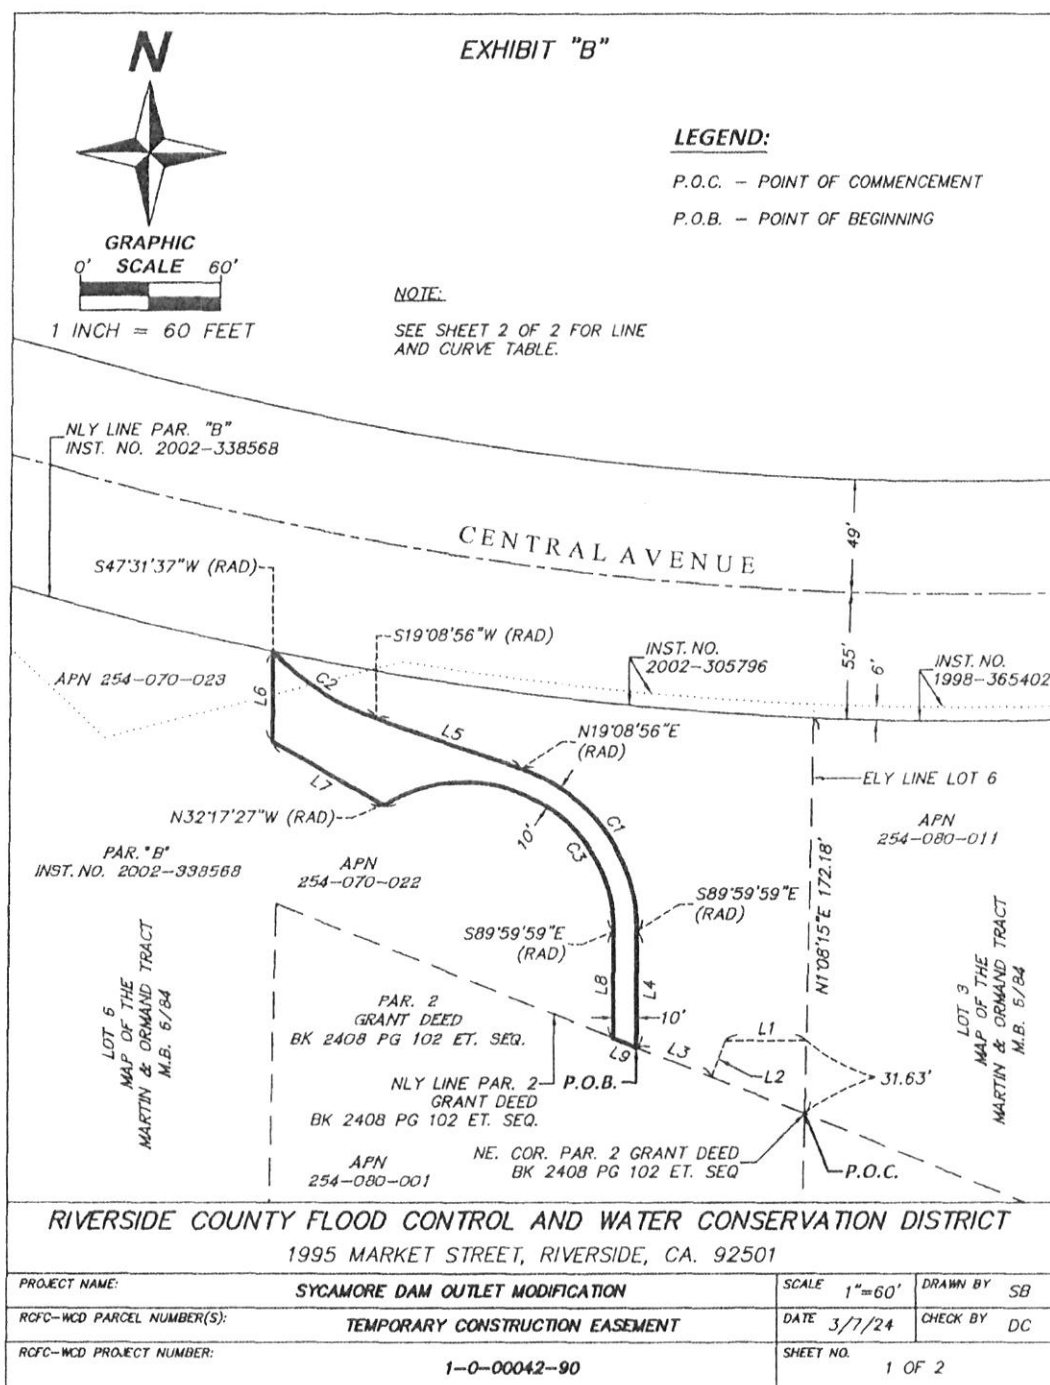 EXHIBIT "B"
N
GRAPHIC
SCALE
0' 60'
1 INCH = 60 FEET
LEGEND:
P.O.C. - POINT OF COMMENCEMENT
P.O.B. - POINT OF BEGINNING
NOTE:
SEE SHEET 2 OF 2 FOR LINE
AND CURVE TABLE.
NLY LINE PAR. "B"
INST. NO. 2002-338568
CENTRAL AVENUE
49'
S47°31'37"W (RAD)
S19°08'56"W (RAD)
INST. NO.
2002-305796
55'
6'
INST. NO.
1998-365402
APN 254-070-023
L6
C2
L5
N19°08'56"E
(RAD)
ELY LINE LOT 6
L7
N32°17'27"W (RAD)
10'
C1
C3
APN
254-080-011
PAR. "B"
INST. NO. 2002-338568
APN
254-070-022
S89°59'59"E
(RAD)
S89°59'59"E
(RAD)
N1°08'15"E 172.18'
LOT 6
MAP OF THE
MARTIN & ORMAND TRACT
M.B. 6/84
LOT 3
MAP OF THE
MARTIN & ORMAND TRACT
M.B. 6/84
PAR. 2
GRANT DEED
BK 2408 PG 102 ET. SEQ.
L8
L4
10'
L9
L3
L1
L2
31.63'
NLY LINE PAR. 2
GRANT DEED
BK 2408 PG 102 ET. SEQ.
P.O.B.
NE. COR. PAR. 2 GRANT DEED
BK 2408 PG 102 ET. SEQ
P.O.C.
APN
254-080-001
RIVERSIDE COUNTY FLOOD CONTROL AND WATER CONSERVATION DISTRICT
1995 MARKET STREET, RIVERSIDE, CA. 92501
PROJECT NAME: SYCAMORE DAM OUTLET MODIFICATION
SCALE 1"=60'
DRAWN BY SB
RCFC-WCD PARCEL NUMBER(S): TEMPORARY CONSTRUCTION EASEMENT
DATE 3/7/24
CHECK BY DC
RCFC-WCD PROJECT NUMBER: 1-0-00042-90
SHEET NO. 1 OF 2